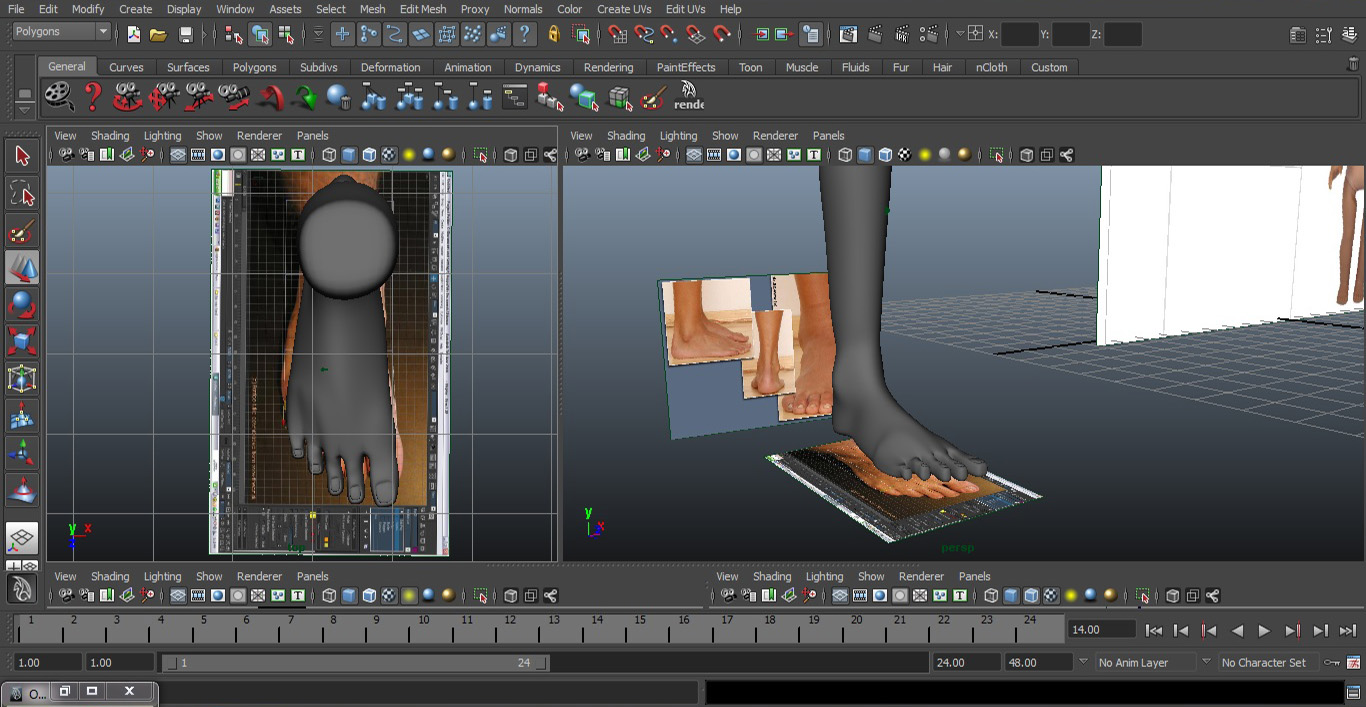 File Edit Modify Create Display Window Assets Select Mesh Edit Mesh Proxy Normals Color Create UVs Edit UVs Help
Polygons X: Y: Z:
General Curves Surfaces Polygons Subdivs Deformation Animation Dynamics Rendering PaintEffects Toon Muscle Fluids Fur Hair nCloth Custom
rende
View Shading Lighting Show Renderer Panels
View Shading Lighting Show Renderer Panels
y x
z
top
y
x
persp
View Shading Lighting Show Renderer Panels
View Shading Lighting Show Renderer Panels
1 2 3 4 5 6 7 8 9 10 11 12 13 14 15 16 17 18 19 20 21 22 23 24 14.00
1.00 1.00 1 24 24.00 48.00 No Anim Layer No Character Set
O...